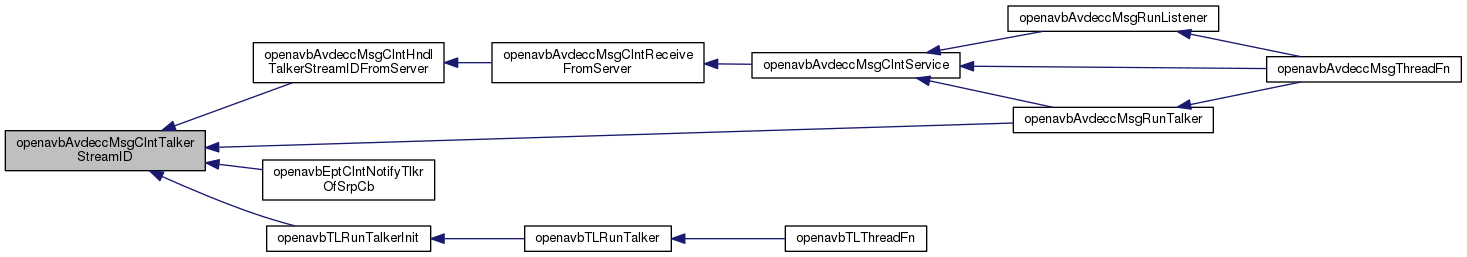 openavbAvdeccMsgRunListener
openavbAvdeccMsgClntHndl
TalkerStreamIDFromServer
openavbAvdeccMsgClntReceive
FromServer
openavbAvdeccMsgClntService
openavbAvdeccMsgThreadFn
openavbAvdeccMsgRunTalker
openavbAvdeccMsgClntTalker
StreamID
openavbEptClntNotifyTlkr
OfSrpCb
openavbTLRunTalkerInit
openavbTLRunTalker
openavbTLThreadFn